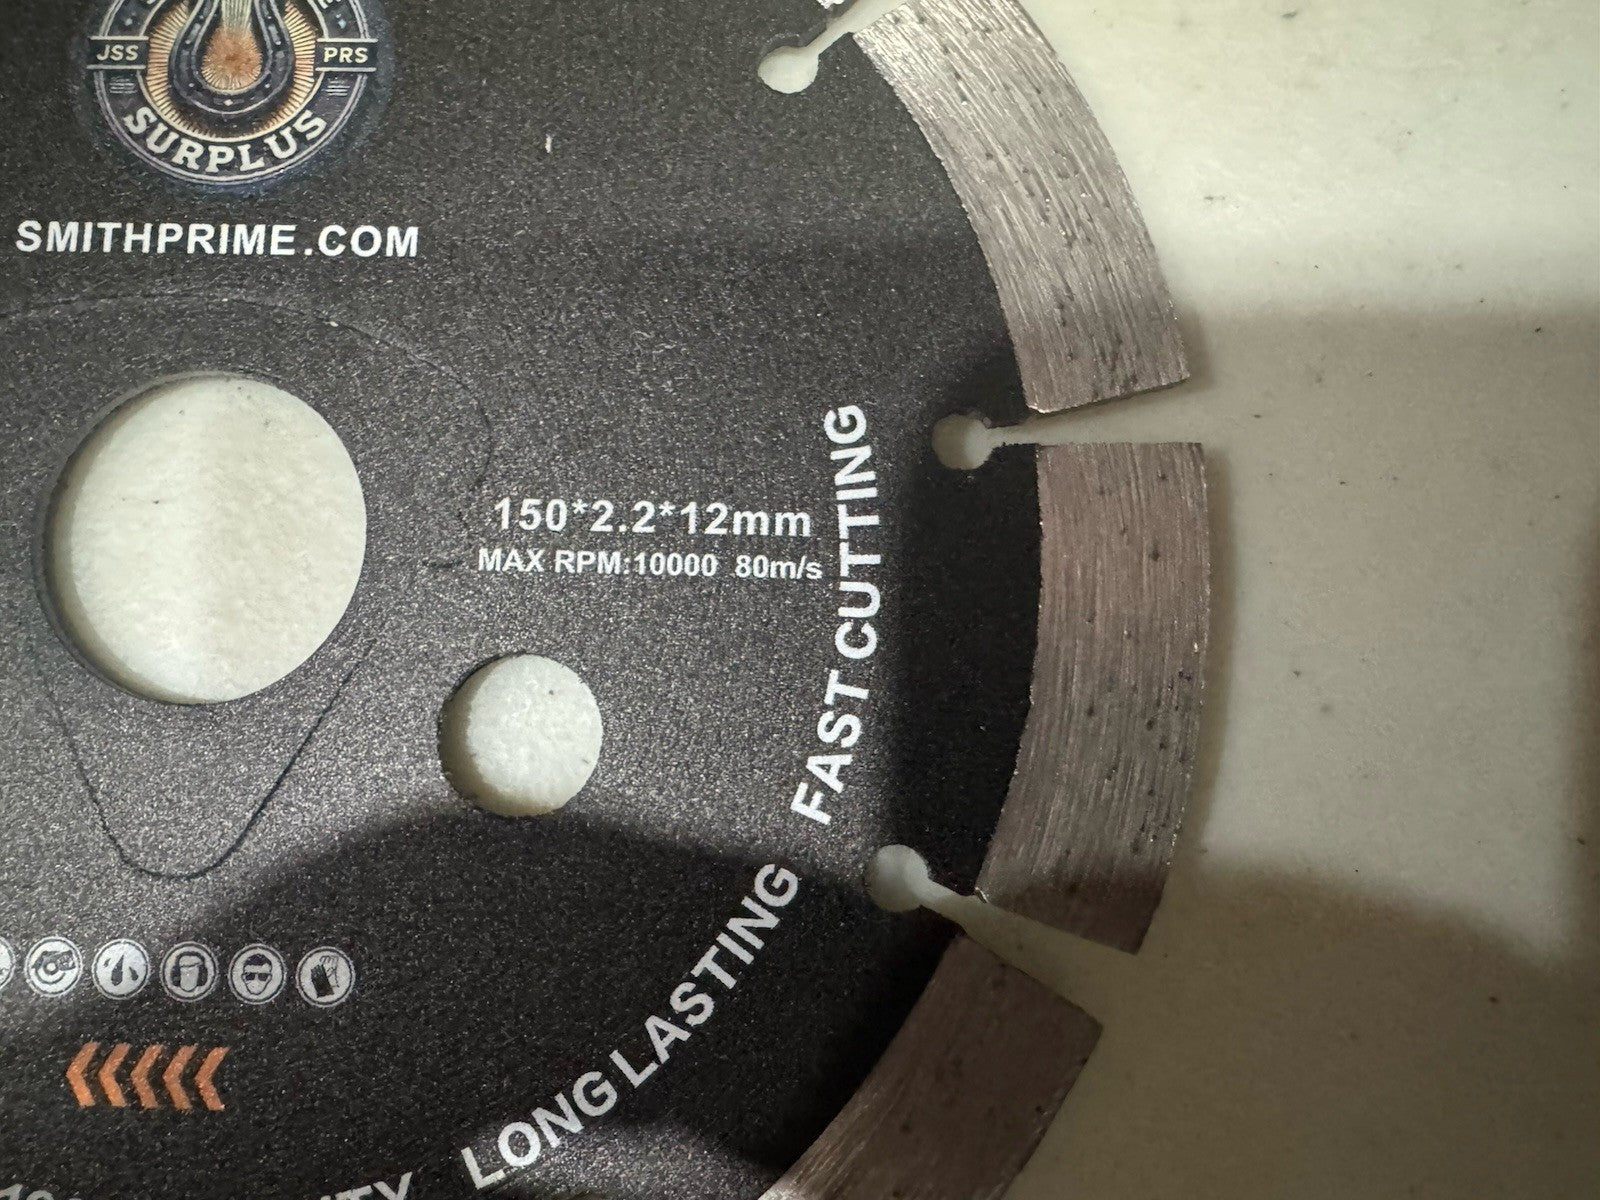 JSS PRS
SURPLUS
SMITHPRIME.COM
150*2.2*12mm
MAX RPM:10000 80m/s
FAST CUTTING
LONG LASTING